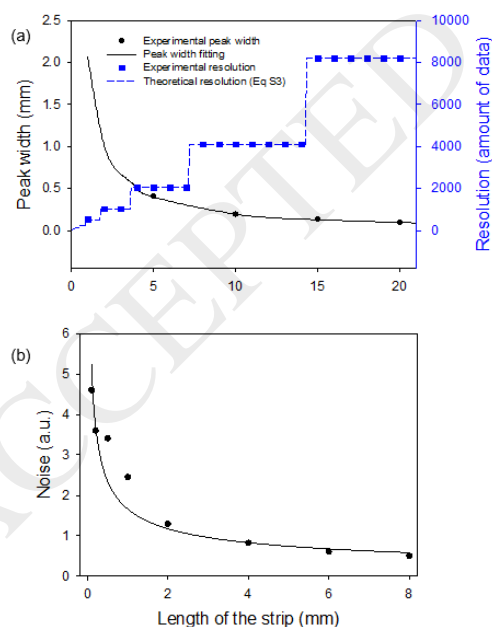 (a)
Experimental peak width
Peak width fitting
Experimental resolution
Theoretical resolution (Eq S3)
Peak width (mm)
2.5
2.0
1.5
1.0
0.5
0.0
Resolution (amount of data)
10000
8000
6000
4000
2000
0
0 5 10 15 20
(b)
Noise (a.u.)
6
5
4
3
2
1
0
0 2 4 6 8
Length of the strip (mm)
ACCEPTED